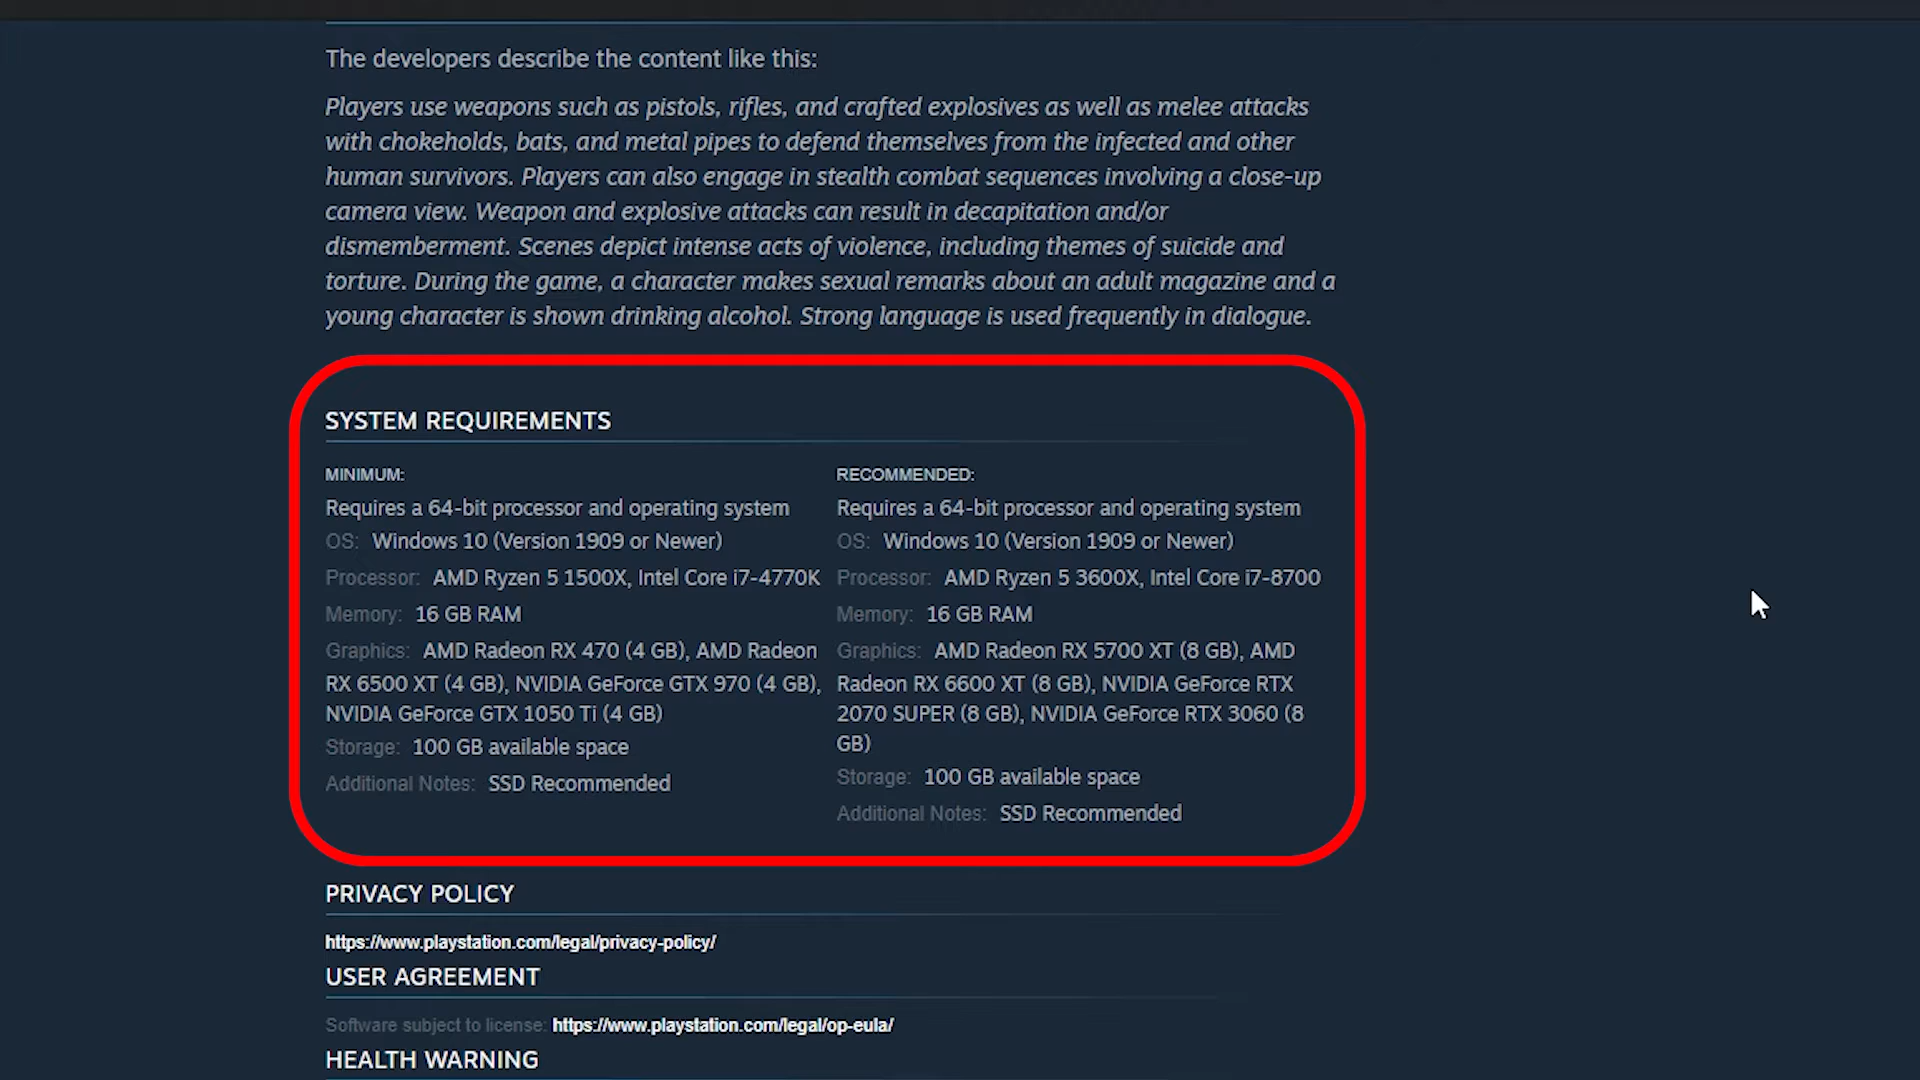 The developers describe the content like this:
Players use weapons such as pistols, rifles, and crafted explosives as well as melee attacks
with chokeholds, bats, and metal pipes to defend themselves from the infected and other
human survivors. Players can also engage in stealth combat sequences involving a close-up
camera view. Weapon and explosive attacks can result in decapitation and/or
dismemberment. Scenes depict intense acts of violence, including themes of suicide and
torture. During the game, a character makes sexual remarks about an adult magazine and a
young character is shown drinking alcohol. Strong language is used frequently in dialogue.
SYSTEM REQUIREMENTS
MINIMUM:
Requires a 64-bit processor and operating system
OS: Windows 10 (Version 1909 or Newer)
Processor: AMD Ryzen 5 1500X, Intel Core i7-4770K
Memory: 16 GB RAM
Graphics: AMD Radeon RX 470 (4 GB), AMD Radeon
RX 6500 XT (4 GB), NVIDIA GeForce GTX 970 (4 GB),
NVIDIA GeForce GTX 1050 Ti (4 GB)
Storage: 100 GB available space
Additional Notes: SSD Recommended
RECOMMENDED:
Requires a 64-bit processor and operating system
OS: Windows 10 (Version 1909 or Newer)
Processor: AMD Ryzen 5 3600X, Intel Core i7-8700
Memory: 16 GB RAM
Graphics: AMD Radeon RX 5700 XT (8 GB), AMD
Radeon RX 6600 XT (8 GB), NVIDIA GeForce RTX
2070 SUPER (8 GB), NVIDIA GeForce RTX 3060 (8
GB)
Storage: 100 GB available space
Additional Notes: SSD Recommended
PRIVACY POLICY
https://www.playstation.com/legal/privacy-policy/
USER AGREEMENT
Software subject to license: https://www.playstation.com/legal/op-eula/
HEALTH WARNING